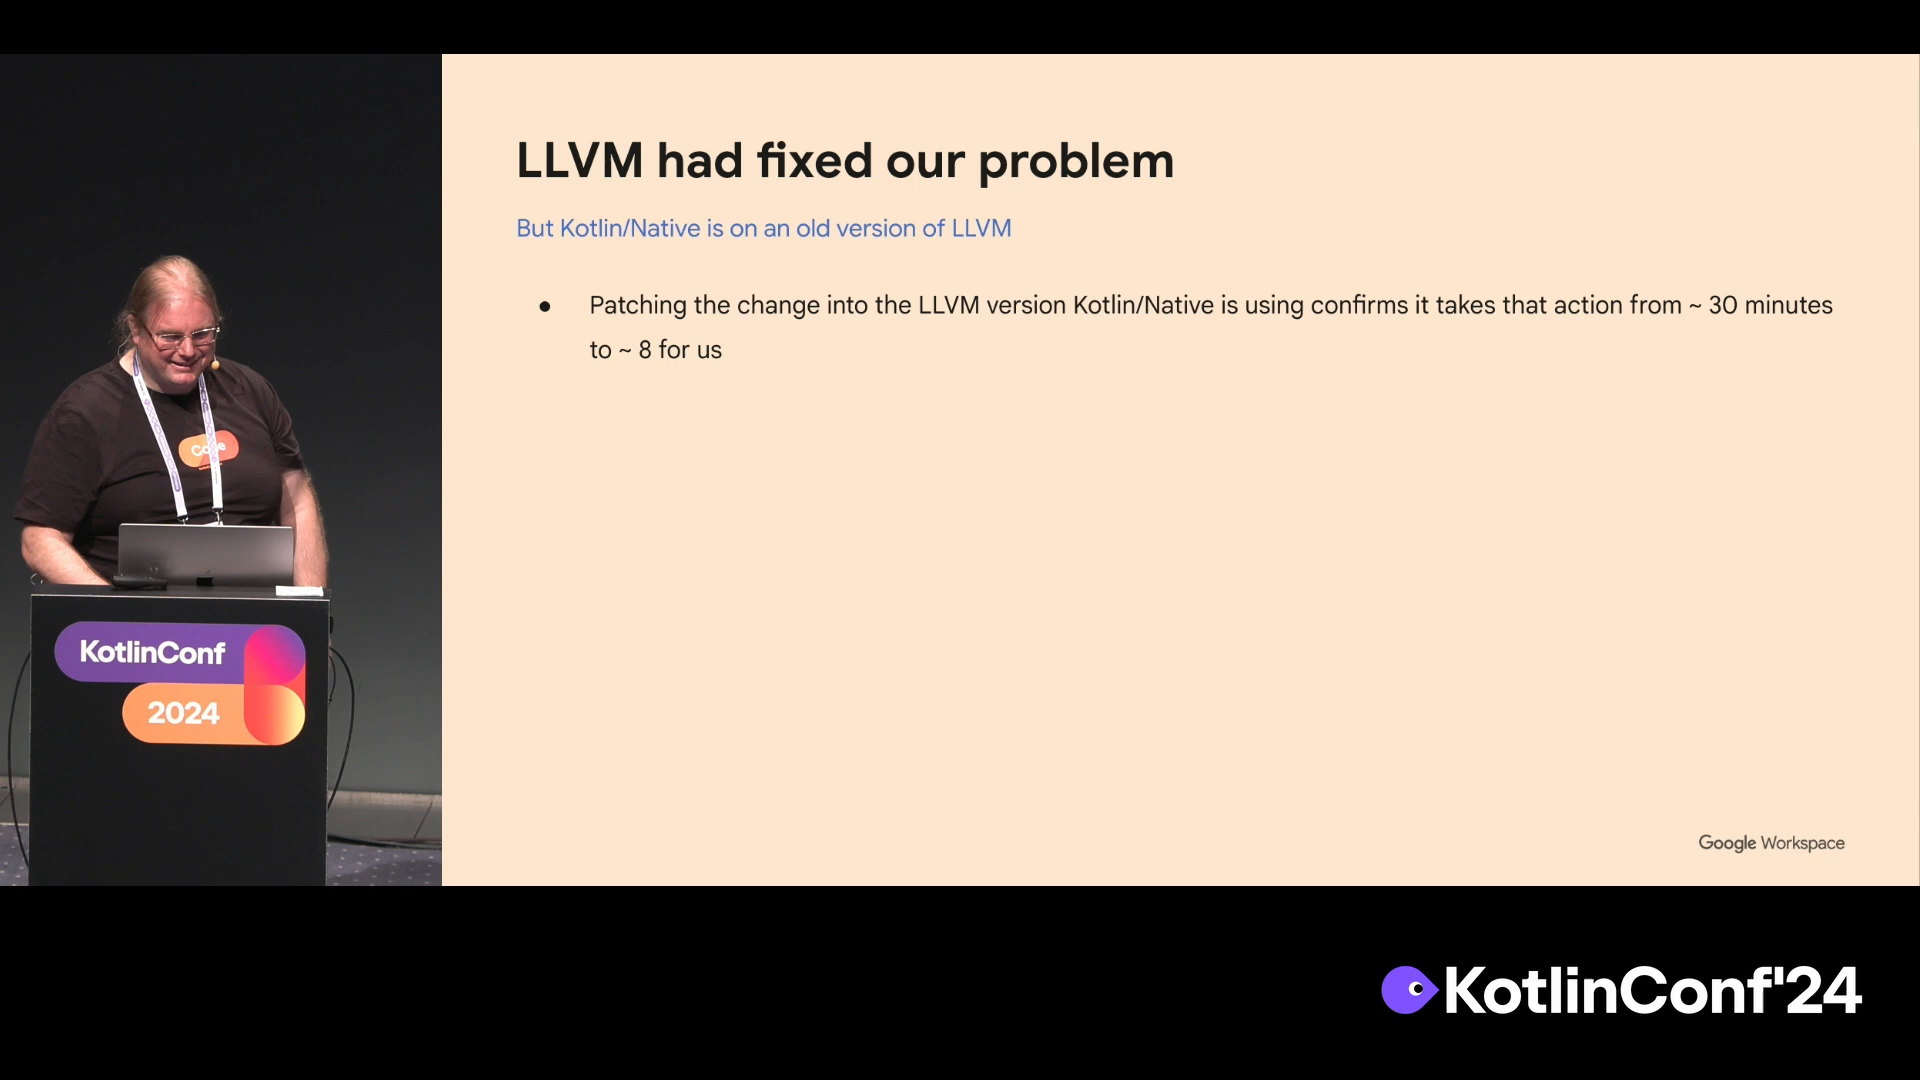 LLVM had fixed our problem
But Kotlin/Native is on an old version of LLVM
● Patching the change into the LLVM version Kotlin/Native is using confirms it takes that action from ~ 30 minutes
to ~ 8 for us
Google Workspace
KotlinConf
2024
KotlinConf'24